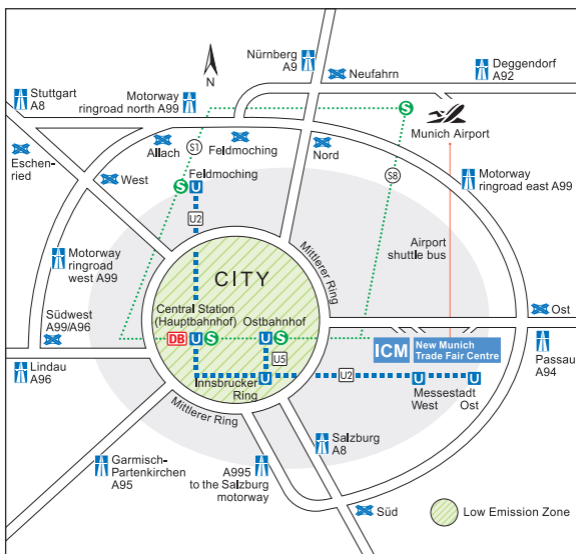 Nürnberg
A9
Neufahrn
Deggendorf
A92
N
Stuttgart
A8
Motorway
ringroad north A99
S
Munich Airport
Eschen-
ried
Allach
S1
Feldmoching
Nord
West
Feldmoching
S U
S8
Motorway
ringroad east A99
U2
Motorway
ringroad
west A99
CITY
Mittlerer Ring
Airport
shuttle bus
Südwest
A99/A96
Central Station
(Hauptbahnhof)
Ostbahnhof
Ost
DB U S
U S
ICM New Munich
Trade Fair Centre
Lindau
A96
U5
Passau
A94
Innsbrucker
Ring
U
U2
U
U
Messestadt
West Ost
Mittlerer Ring
Garmisch-
Partenkirchen
A95
A995
to the Salzburg
motorway
Salzburg
A8
Süd
Low Emission Zone